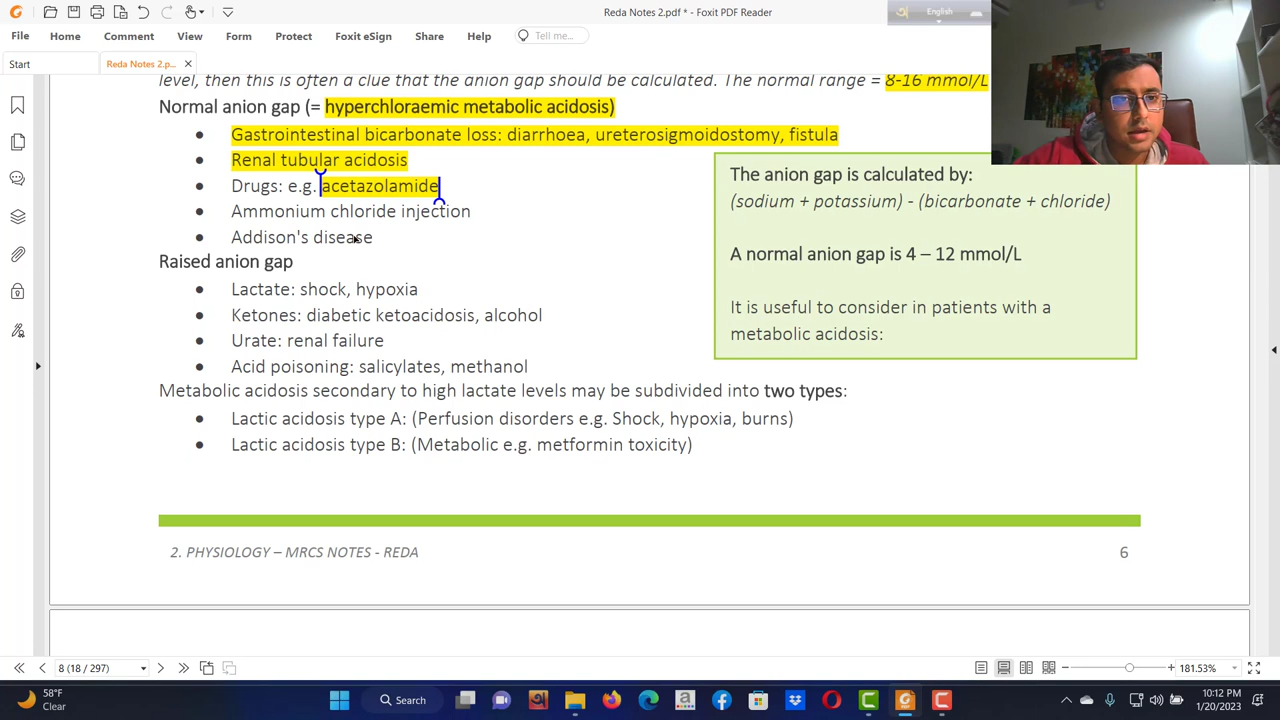 Reda Notes 2.pdf * - Foxit PDF Reader
English
File Home Comment View Form Protect Foxit eSign Share Help Tell me...
Start Reda Notes 2.p...
level, then this is often a clue that the anion gap should be calculated. The normal range = 8-16 mmol/L
Normal anion gap (= hyperchloraemic metabolic acidosis)
• Gastrointestinal bicarbonate loss: diarrhoea, ureterosigmoidostomy, fistula
• Renal tubular acidosis
• Drugs: e.g. acetazolamide
• Ammonium chloride injection
• Addison's disease
Raised anion gap
• Lactate: shock, hypoxia
• Ketones: diabetic ketoacidosis, alcohol
• Urate: renal failure
• Acid poisoning: salicylates, methanol
The anion gap is calculated by:
(sodium + potassium) - (bicarbonate + chloride)
A normal anion gap is 4 – 12 mmol/L
It is useful to consider in patients with a
metabolic acidosis:
Metabolic acidosis secondary to high lactate levels may be subdivided into two types:
• Lactic acidosis type A: (Perfusion disorders e.g. Shock, hypoxia, burns)
• Lactic acidosis type B: (Metabolic e.g. metformin toxicity)
2. PHYSIOLOGY – MRCS NOTES - REDA 6
8 (18 / 297) 181.53%
58°F
Clear
Search
10:12 PM
1/20/2023